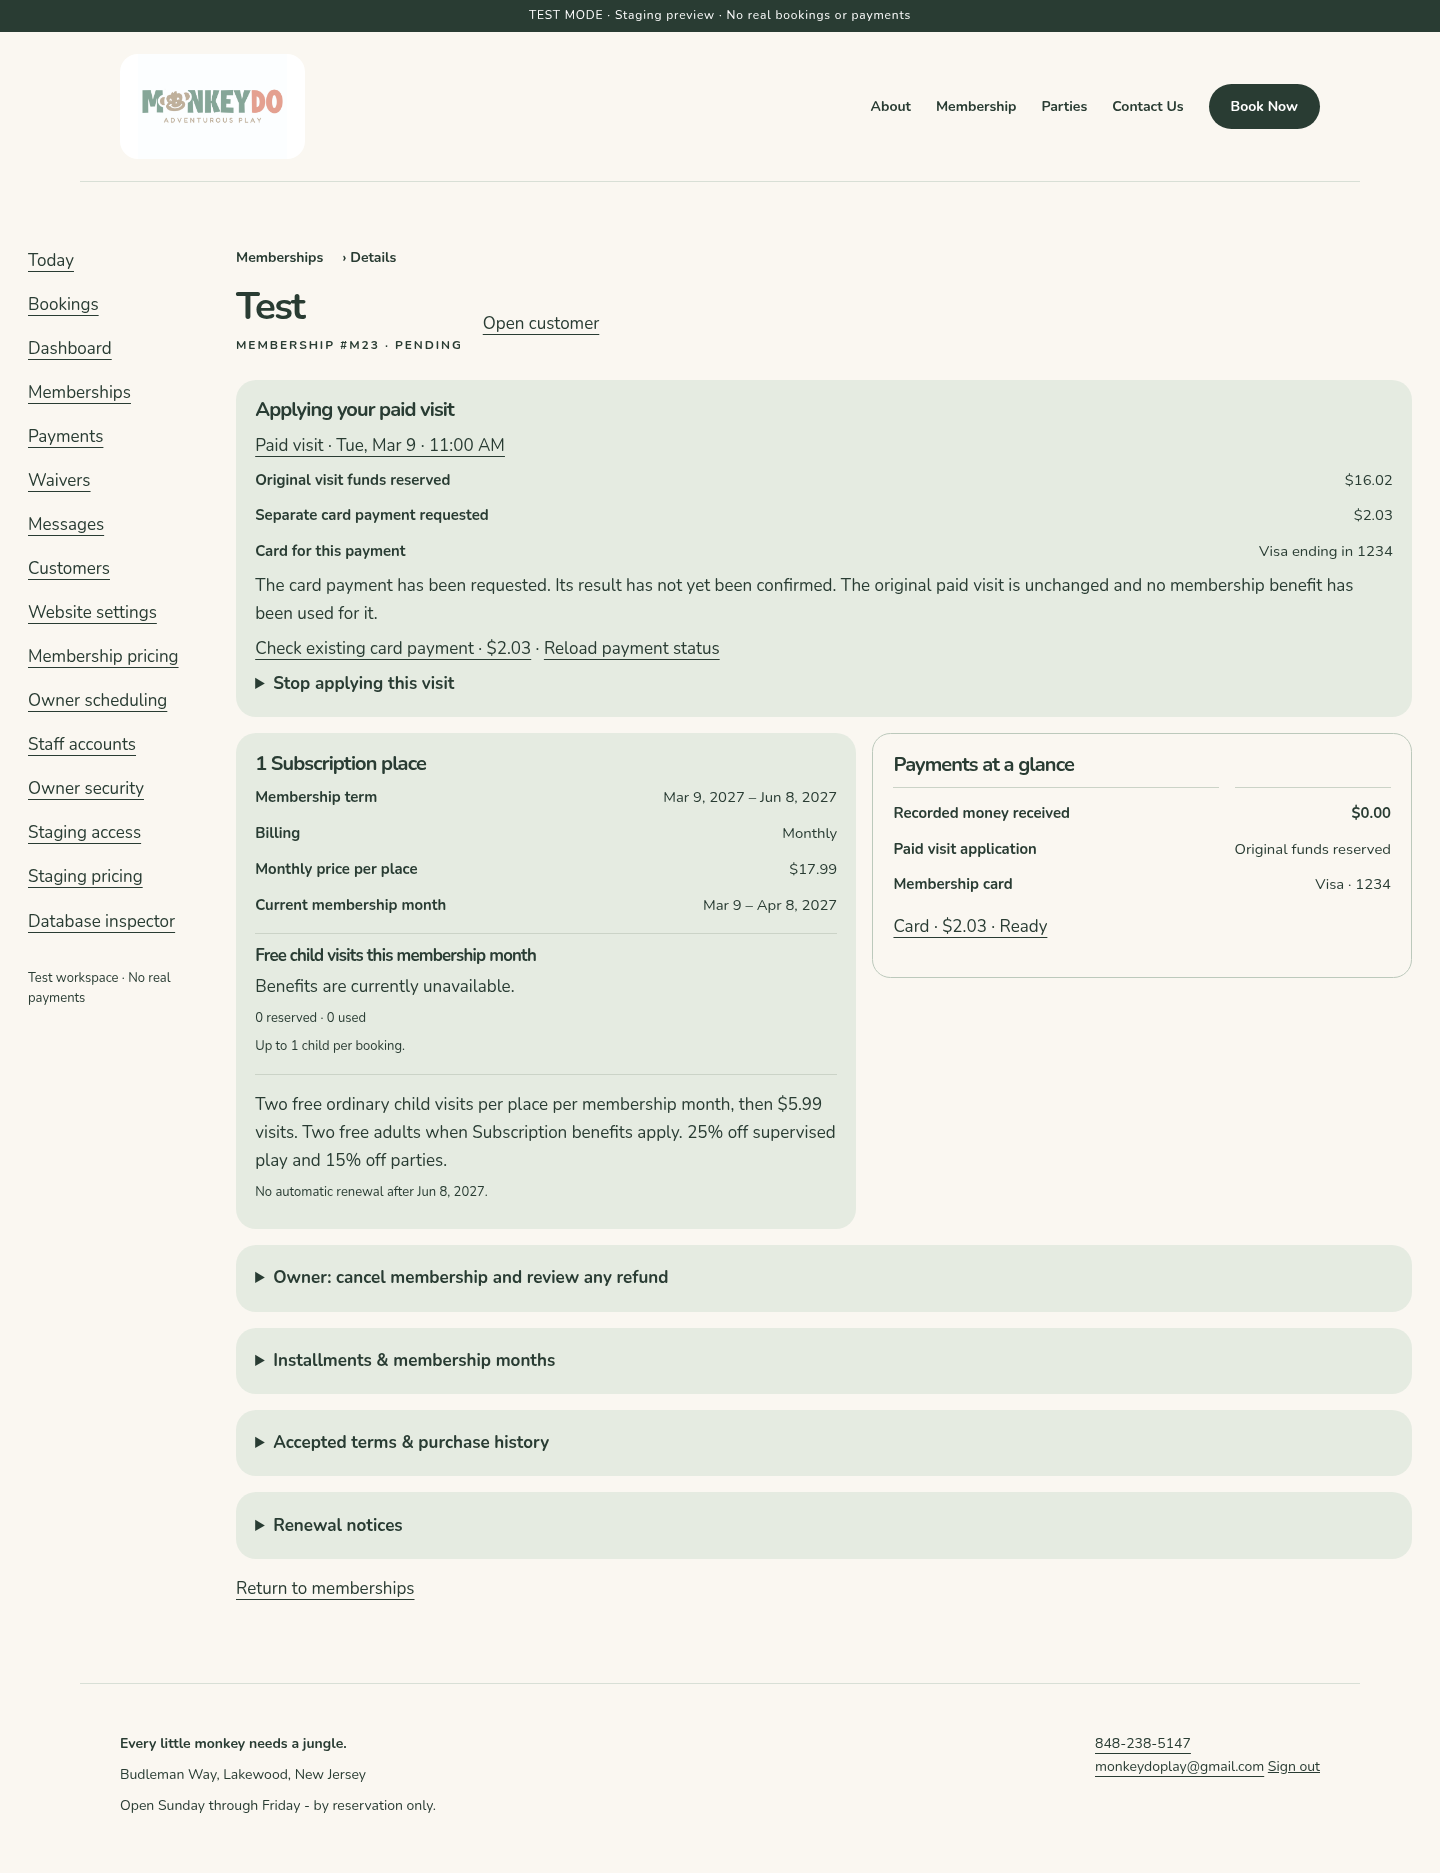 TEST MODE · Staging preview · No real bookings or payments
MONKEYDO
ADVENTUROUS PLAY
About
Membership
Parties
Contact Us
Book Now
Today
Bookings
Dashboard
Memberships
Payments
Waivers
Messages
Customers
Website settings
Membership pricing
Owner scheduling
Staff accounts
Owner security
Staging access
Staging pricing
Database inspector
Test workspace · No real
payments
Memberships › Details
Test
MEMBERSHIP #M23 · PENDING
Open customer
Applying your paid visit
Paid visit · Tue, Mar 9 · 11:00 AM
Original visit funds reserved $16.02
Separate card payment requested $2.03
Card for this payment Visa ending in 1234
The card payment has been requested. Its result has not yet been confirmed. The original paid visit is unchanged and no membership benefit has
been used for it.
Check existing card payment · $2.03 · Reload payment status
▶ Stop applying this visit
1 Subscription place
Membership term Mar 9, 2027 – Jun 8, 2027
Billing Monthly
Monthly price per place $17.99
Current membership month Mar 9 – Apr 8, 2027
Free child visits this membership month
Benefits are currently unavailable.
0 reserved · 0 used
Up to 1 child per booking.
Two free ordinary child visits per place per membership month, then $5.99
visits. Two free adults when Subscription benefits apply. 25% off supervised
play and 15% off parties.
No automatic renewal after Jun 8, 2027.
Payments at a glance
Recorded money received $0.00
Paid visit application Original funds reserved
Membership card Visa · 1234
Card · $2.03 · Ready
▶ Owner: cancel membership and review any refund
▶ Installments & membership months
▶ Accepted terms & purchase history
▶ Renewal notices
Return to memberships
Every little monkey needs a jungle.
Budleman Way, Lakewood, New Jersey
Open Sunday through Friday - by reservation only.
848-238-5147
monkeydoplay@gmail.com Sign out